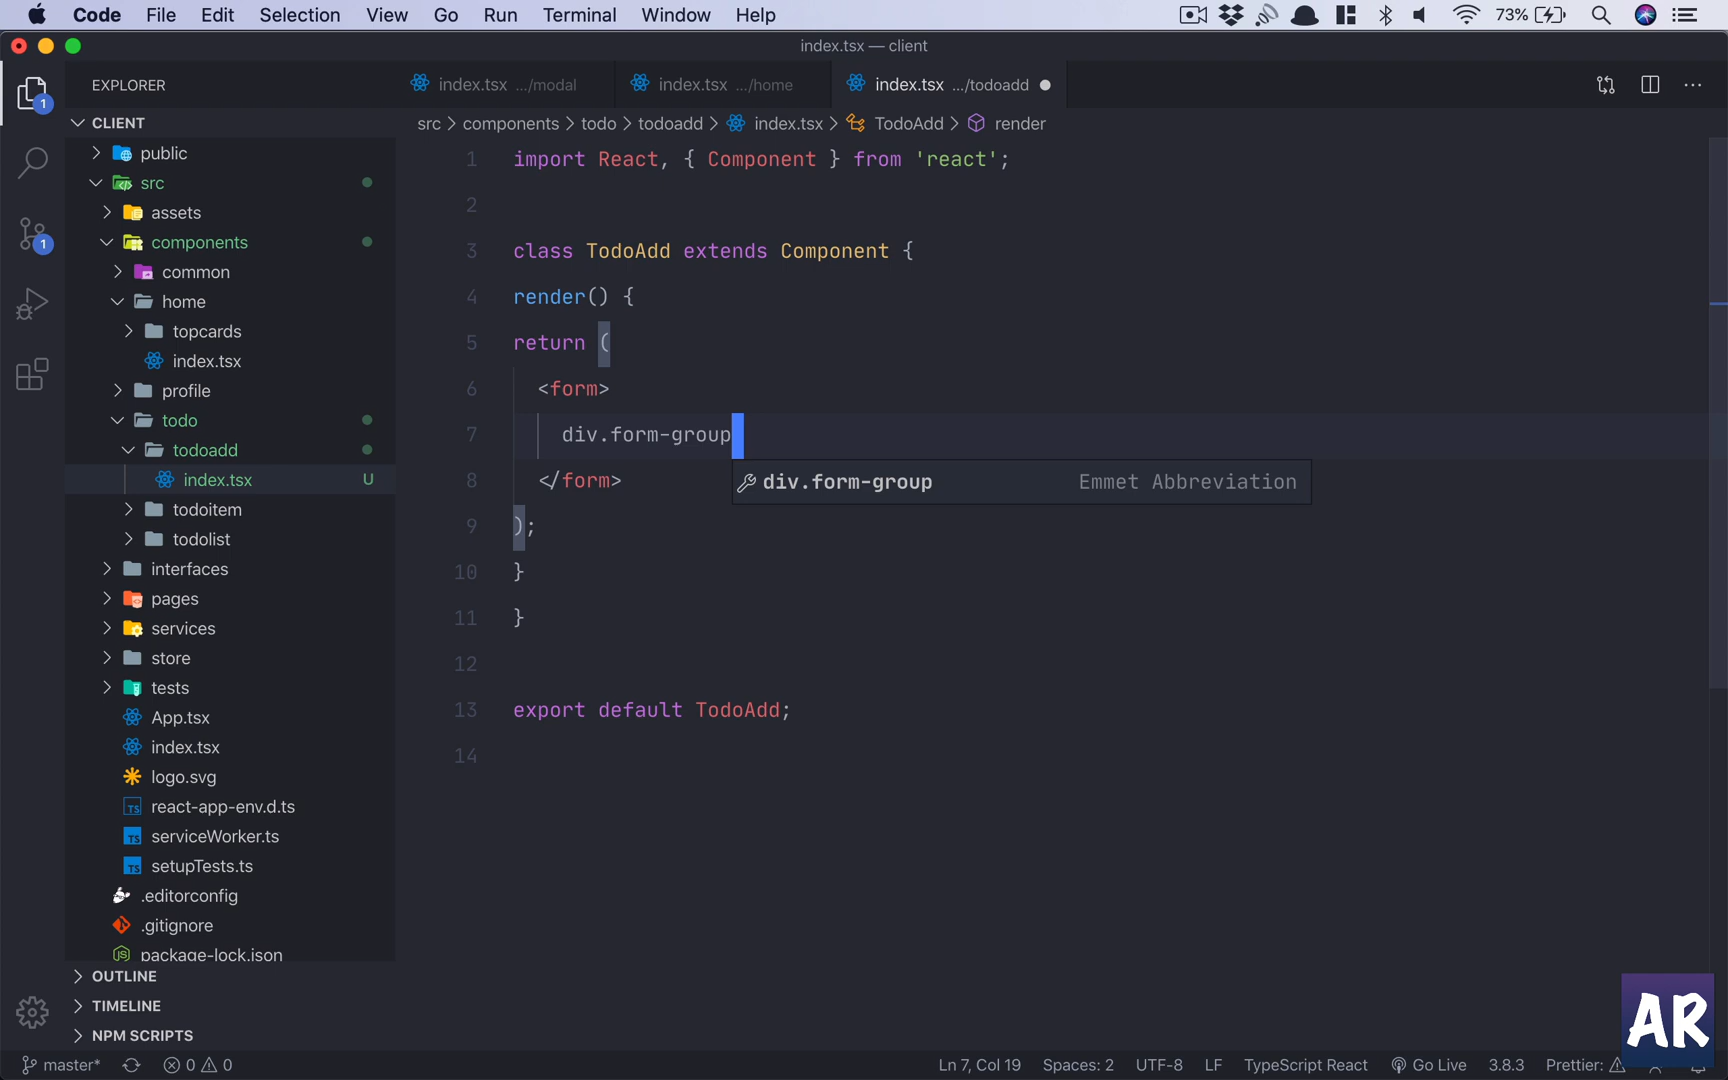 Code File Edit Selection View Go Run Terminal Window Help 73%
index.tsx — client
EXPLORER
index.tsx .../modal
index.tsx .../home
index.tsx .../todoadd
CLIENT
src > components > todo > todoadd > index.tsx > TodoAdd > render
public
src
assets
components
common
home
topcards
index.tsx
profile
todo
todoadd
index.tsx U
todoitem
todolist
interfaces
pages
services
store
tests
App.tsx
index.tsx
logo.svg
react-app-env.d.ts
serviceWorker.ts
setupTests.ts
.editorconfig
.gitignore
package-lock.json
OUTLINE
TIMELINE
NPM SCRIPTS
1
1
1 import React, { Component } from 'react';
2
3 class TodoAdd extends Component {
4 render() {
5 return (
6 <form>
7 div.form-group
8 </form>
9 );
10 }
11 }
12
13 export default TodoAdd;
14
div.form-group Emmet Abbreviation
AR
master* 0 0 Ln 7, Col 19 Spaces: 2 UTF-8 LF TypeScript React Go Live 3.8.3 Prettier: